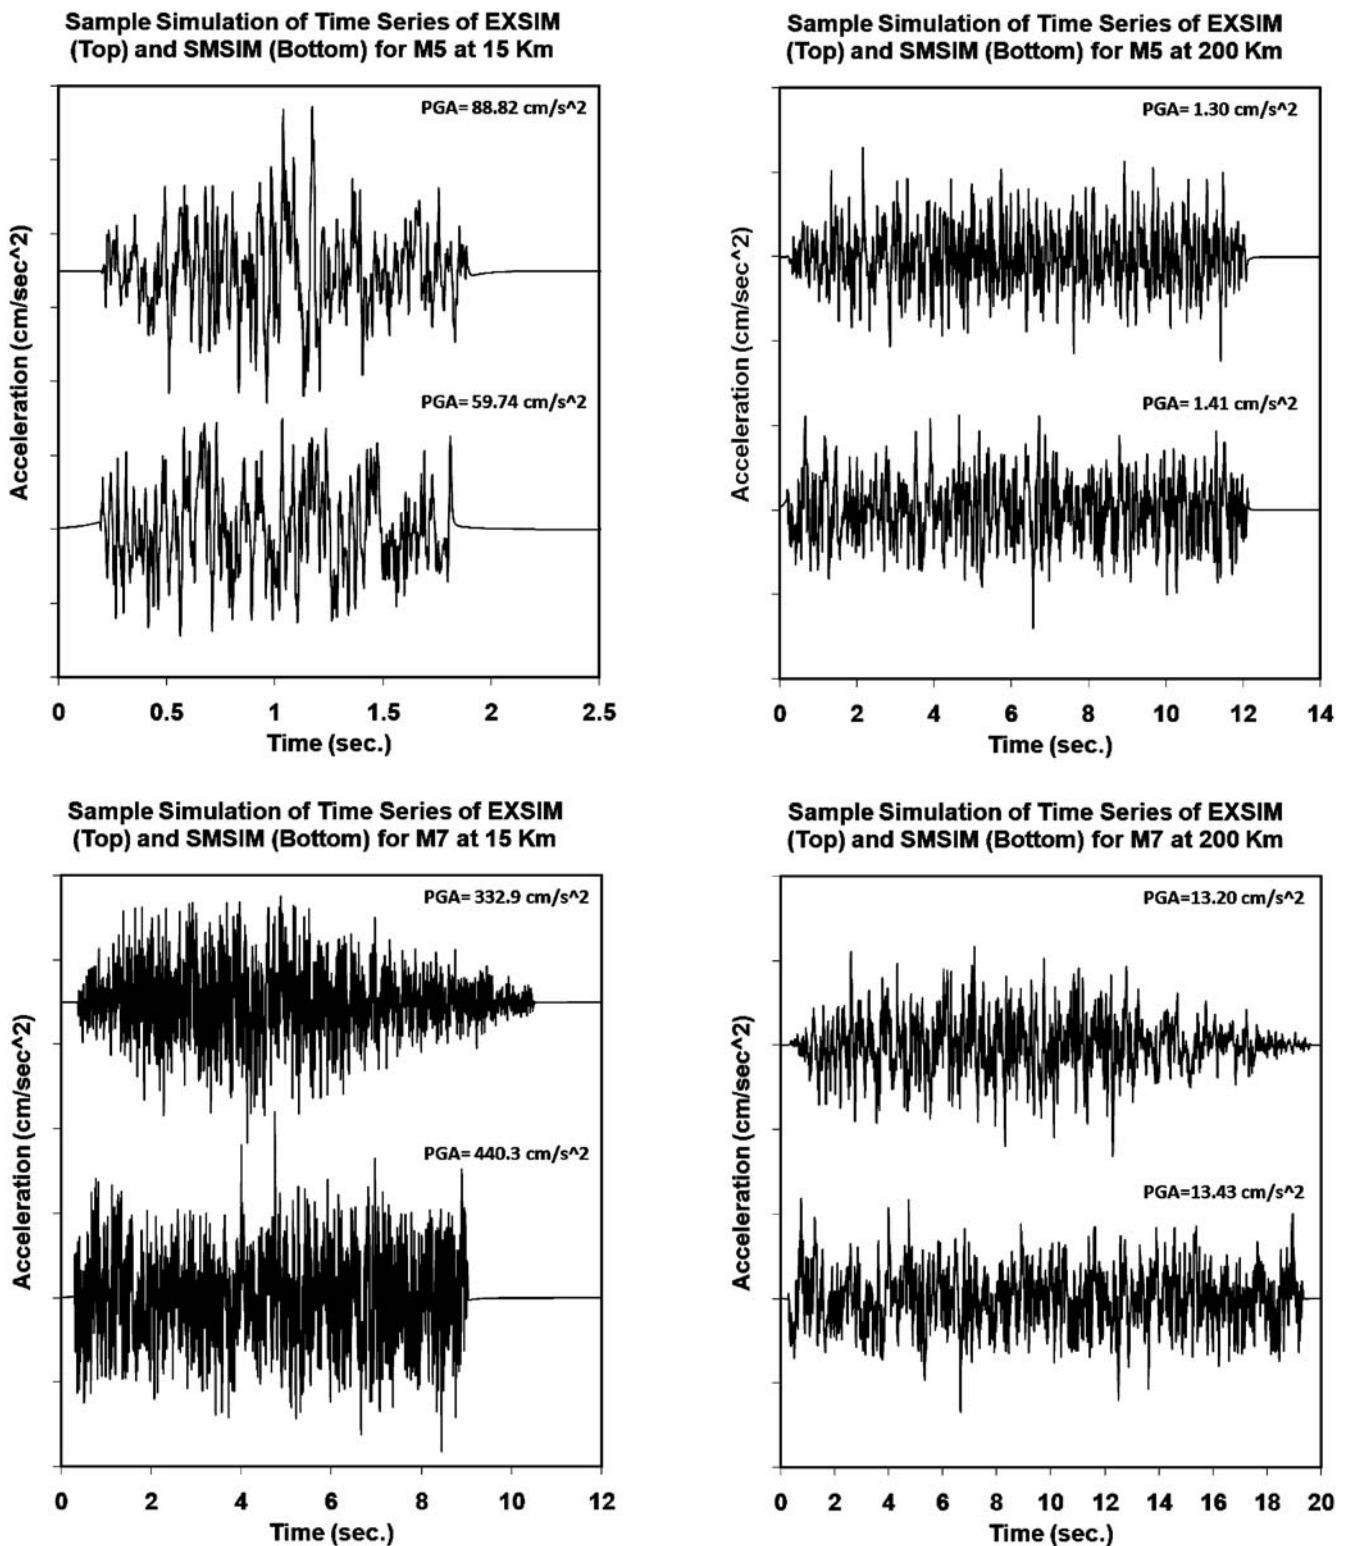 Sample Simulation of Time Series of EXSIM
(Top) and SMSIM (Bottom) for M5 at 15 Km
PGA= 88.82 cm/s^2
PGA= 59.74 cm/s^2
Acceleration (cm/sec^2)
0 0.5 1 1.5 2 2.5
Time (sec.)
Sample Simulation of Time Series of EXSIM
(Top) and SMSIM (Bottom) for M5 at 200 Km
PGA= 1.30 cm/s^2
PGA= 1.41 cm/s^2
Acceleration (cm/sec^2)
0 2 4 6 8 10 12 14
Time (sec.)
Sample Simulation of Time Series of EXSIM
(Top) and SMSIM (Bottom) for M7 at 15 Km
PGA= 332.9 cm/s^2
PGA= 440.3 cm/s^2
Acceleration (cm/sec^2)
0 2 4 6 8 10 12
Time (sec.)
Sample Simulation of Time Series of EXSIM
(Top) and SMSIM (Bottom) for M7 at 200 Km
PGA=13.20 cm/s^2
PGA=13.43 cm/s^2
Acceleration (cm/sec^2)
0 2 4 6 8 10 12 14 16 18 20
Time (sec.)